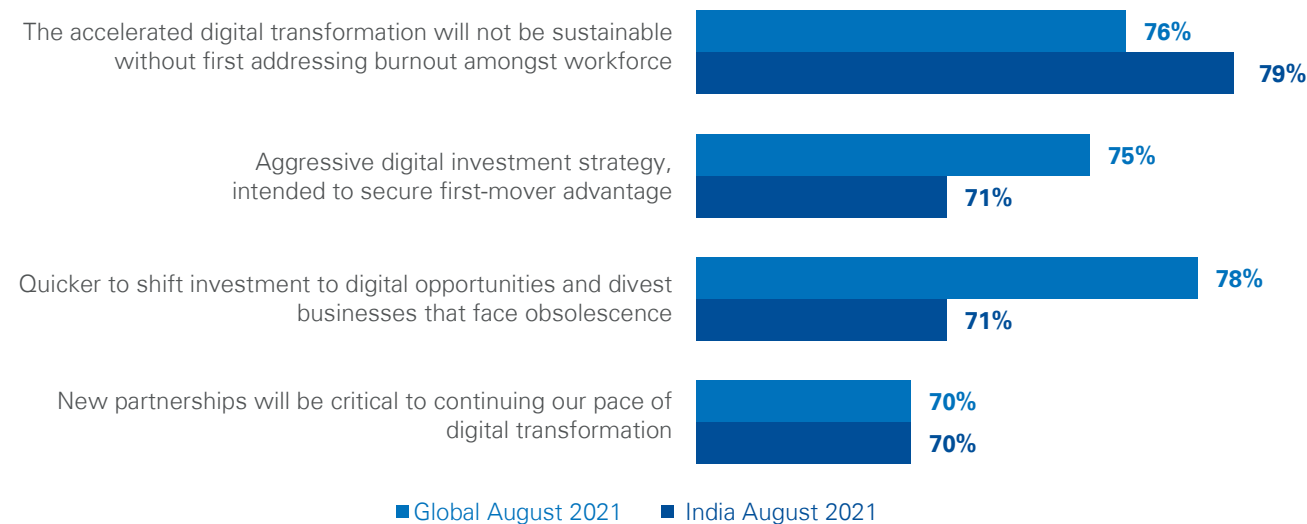 The accelerated digital transformation will not be sustainable
without first addressing burnout amongst workforce
76%
79%
Aggressive digital investment strategy,
intended to secure first-mover advantage
75%
71%
Quicker to shift investment to digital opportunities and divest
businesses that face obsolescence
78%
71%
New partnerships will be critical to continuing our pace of
digital transformation
70%
70%
Global August 2021 India August 2021